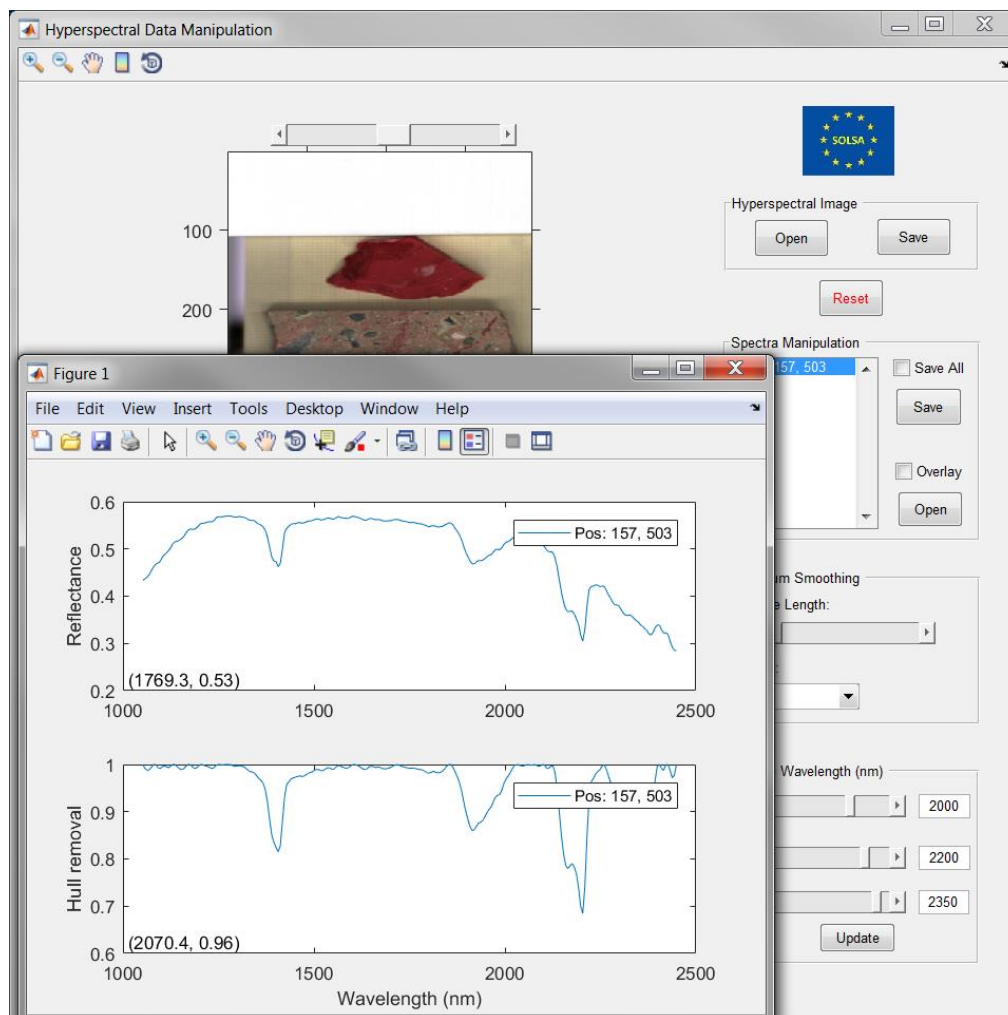 Hyperspectral Data Manipulation
SOLSA
100
200
Hyperspectral Image
Open
Save
Reset
Spectra Manipulation
157, 503
Save All
Save
Overlay
Open
Length:
Wavelength (nm)
2000
2200
2350
Update
Figure 1
File Edit View Insert Tools Desktop Window Help
0.6
0.5
0.4
0.3
0.2
Reflectance
Pos: 157, 503
(1769.3, 0.53)
1000 1500 2000 2500
1
0.9
0.8
0.7
0.6
Hull removal
Pos: 157, 503
(2070.4, 0.96)
1000 1500 2000 2500
Wavelength (nm)